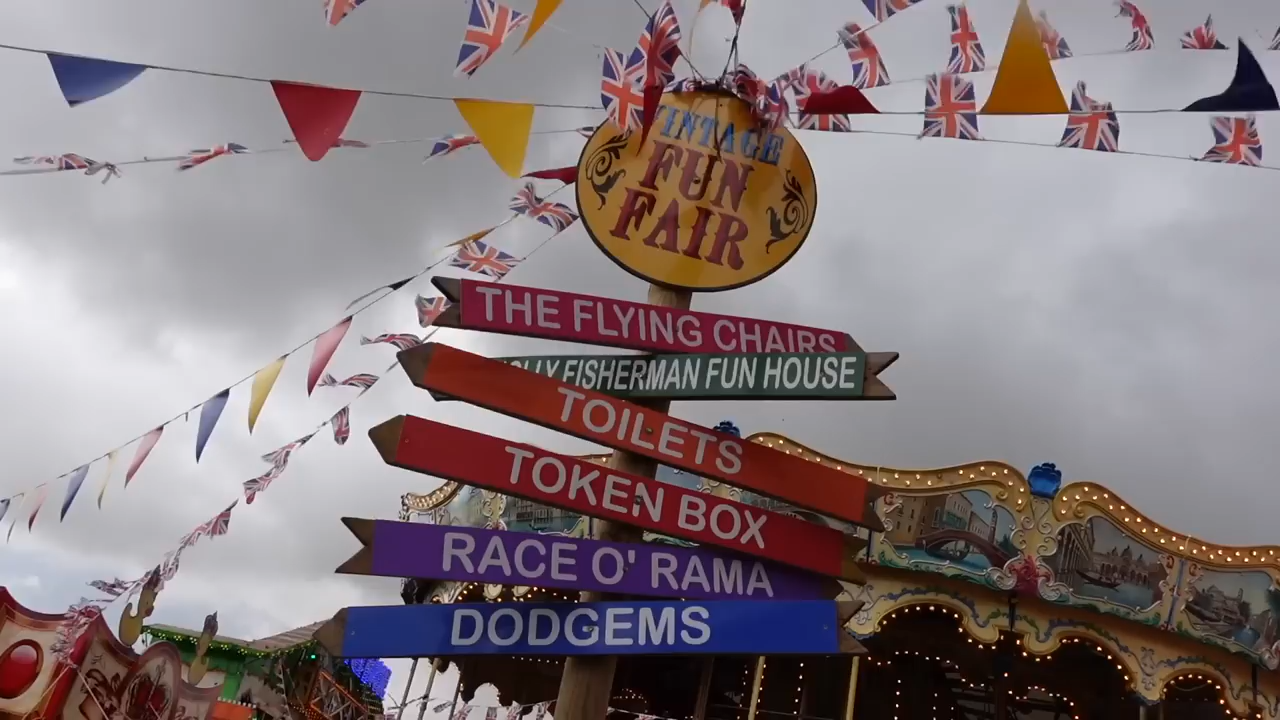 VINTAGE
FUN
FAIR
THE FLYING CHAIRS
FISHERMAN FUN HOUSE
TOILETS
TOKEN BOX
RACE O' RAMA
DODGEMS